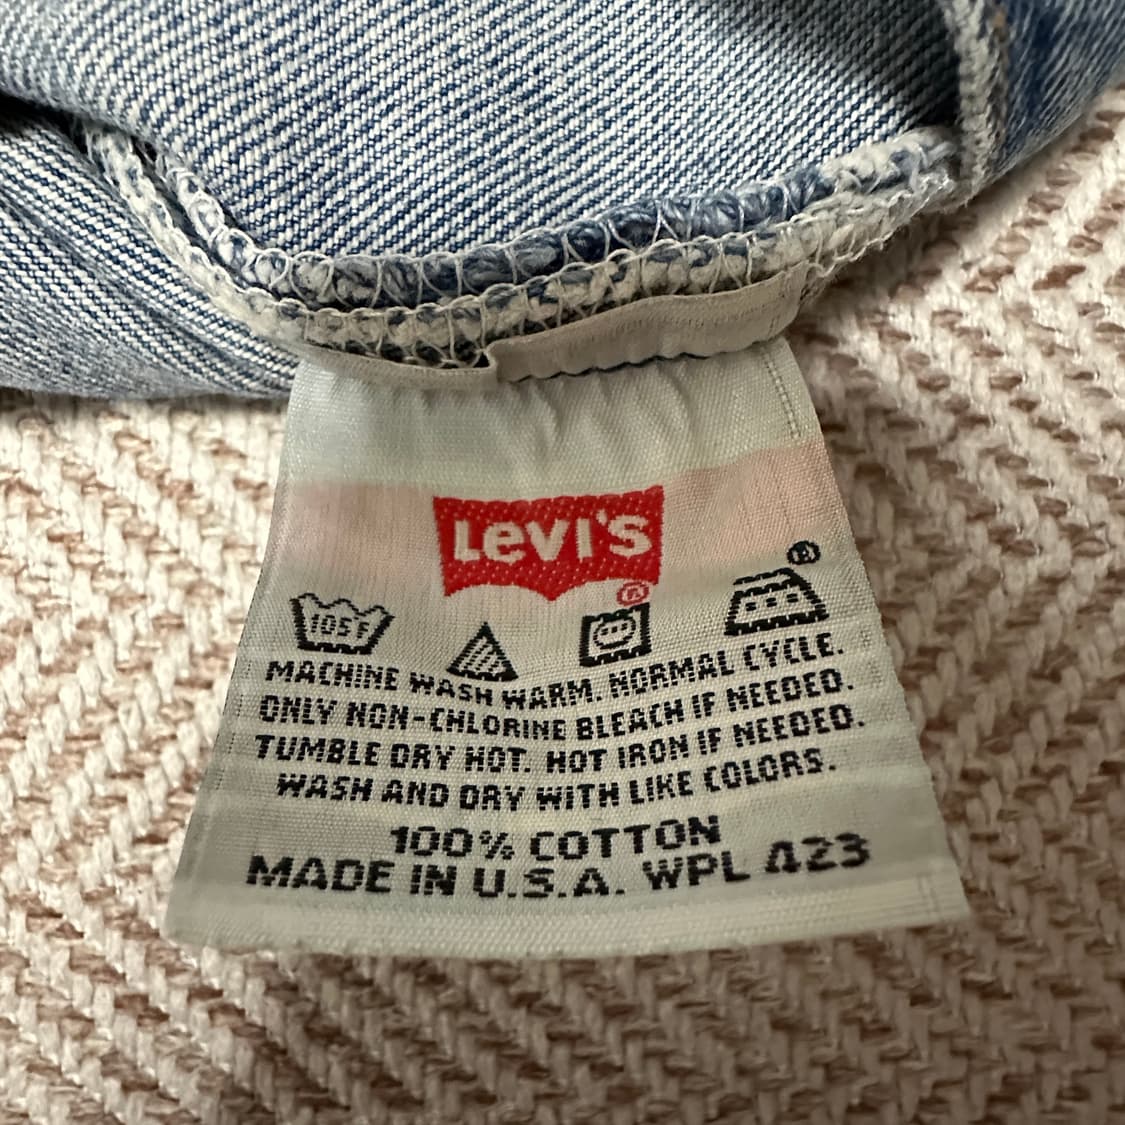 LEVI'S
®
105°F
MACHINE WASH WARM. NORMAL CYCLE.
ONLY NON-CHLORINE BLEACH IF NEEDED.
TUMBLE DRY HOT. HOT IRON IF NEEDED.
WASH AND DRY WITH LIKE COLORS.
100% COTTON
MADE IN U.S.A. WPL 423